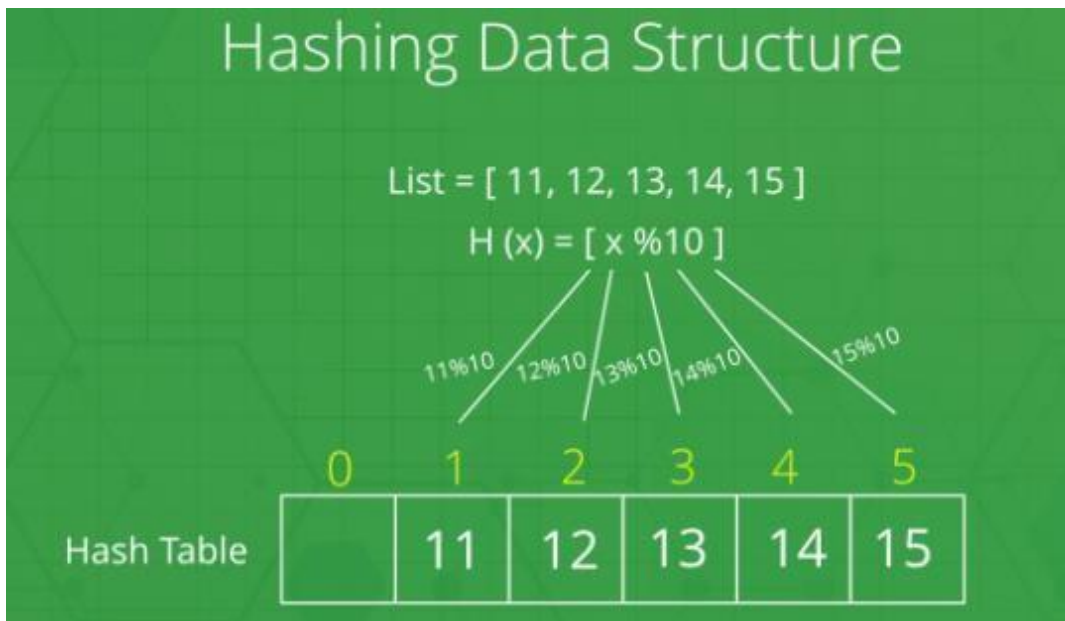 Hashing Data Structure
List = [ 11, 12, 13, 14, 15 ]
H (x) = [ x %10 ]
11%10 12%10 13%10 14%10 15%10
0 1 2 3 4 5
Hash Table 11 12 13 14 15